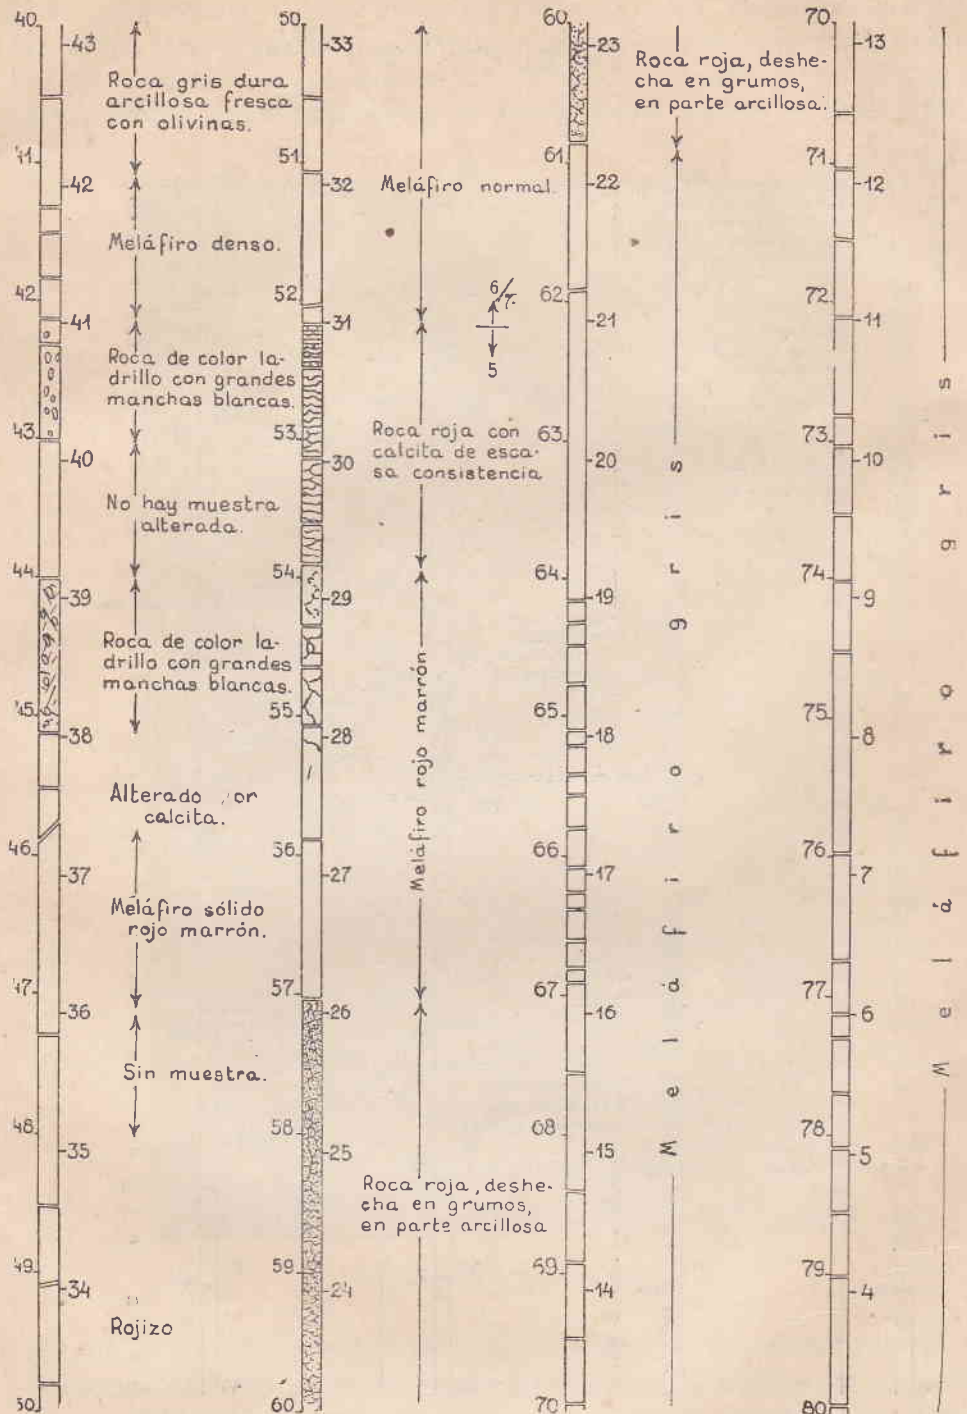 40
43
Roca gris dura
arcillosa fresca
con olivinas.
41
42
Meláfiro denso.
42
41
Roca de color la-
drillo con grandes
manchas blancas.
43
40
No hay muestra
alterada.
44
39
Roca de color la-
drillo con grandes
manchas blancas.
45
38
Alterado or
calcita.
46
37
Meláfiro sólido
rojo marrón.
47
36
Sin muestra.
48
35
49
34
Rojizo
50
50
33
51
32
Meláfiro normal.
52
31
6/7
5
Roca roja con
calcita de esca-
sa consistencia
53
30
54
29
55
28
Meláfiro rojo marrón
56
27
57
26
58
25
Roca roja, deshe-
cha en grumos,
en parte arcillosa
59
24
60
60
23
Roca roja, deshe-
cha en grumos,
en parte arcillosa.
61
22
62
21
63
20
64
19
65
18
66
17
67
16
68
15
69
14
70
Meláfiro gris
70
13
71
12
72
11
73
10
74
9
75
8
76
7
77
6
78
5
79
4
80
Meláfiro gris